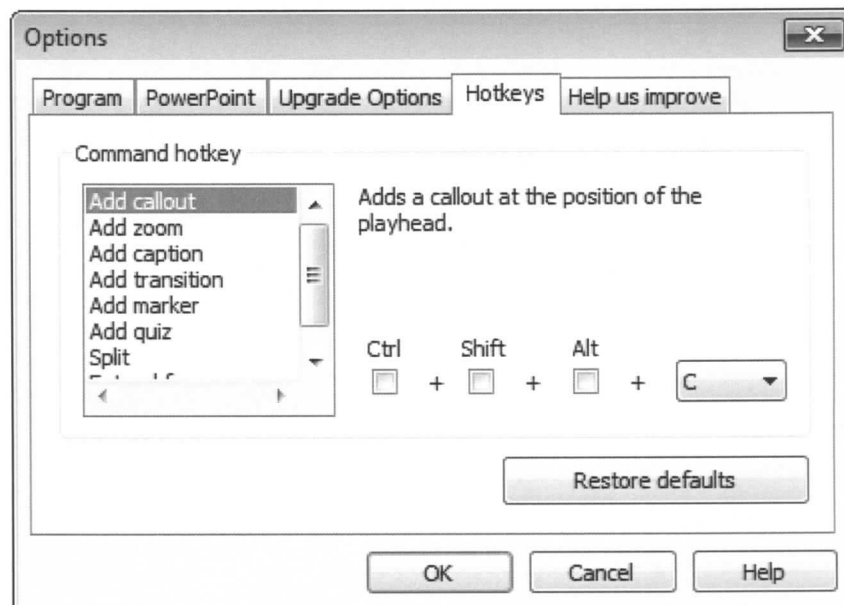 Options
Program PowerPoint Upgrade Options Hotkeys Help us improve
Command hotkey
Add callout
Add zoom
Add caption
Add transition
Add marker
Add quiz
Split
Adds a callout at the position of the
playhead.
Ctrl Shift Alt
+ + + C
Restore defaults
OK Cancel Help